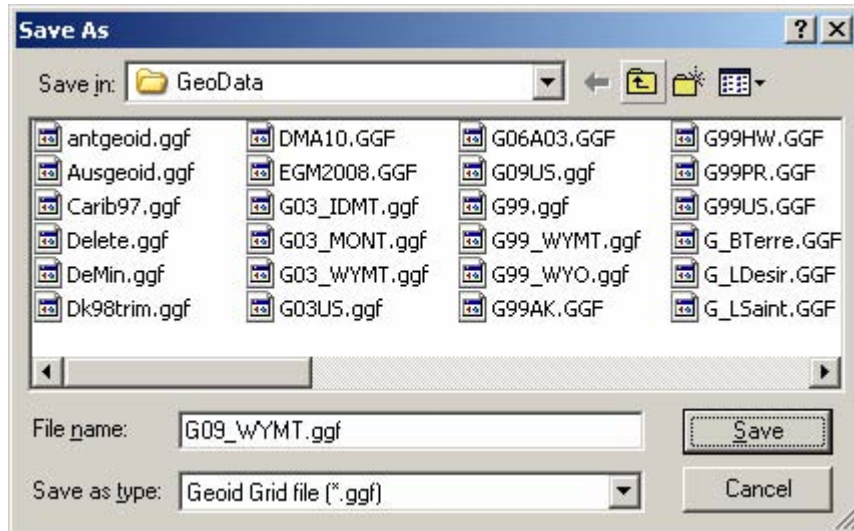 Save As
Save in: GeoData
antgeoid.ggf DMA10.GGF G06A03.GGF G99HW.GGF
Ausgeoid.ggf EGM2008.GGF G09US.ggf G99PR.GGF
Carib97.ggf G03_IDMT.ggf G99.ggf G99US.GGF
Delete.ggf G03_MONT.ggf G99_WYMT.ggf G_BTerre.GGF
DeMin.ggf G03_WYMT.ggf G99_WYO.ggf G_LDesir.GGF
Dk98trim.ggf G03US.ggf G99AK.GGF G_LSaint.GGF
File name: G09_WYMT.ggf Save
Save as type: Geoid Grid file (*.ggf) Cancel